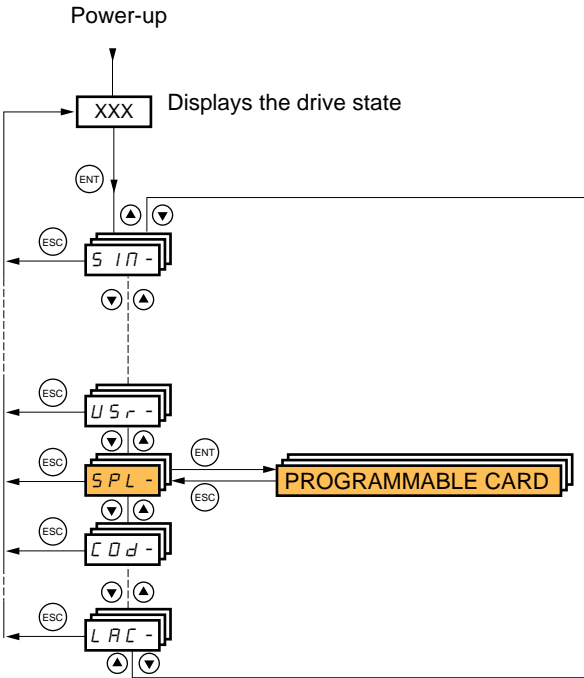 Power-up
XXX
Displays the drive state
ENT
ESC
SIM-
ESC
USr-
ESC
SPL-
ENT
ESC
PROGRAMMABLE CARD
ESC
COd-
ESC
LAC-